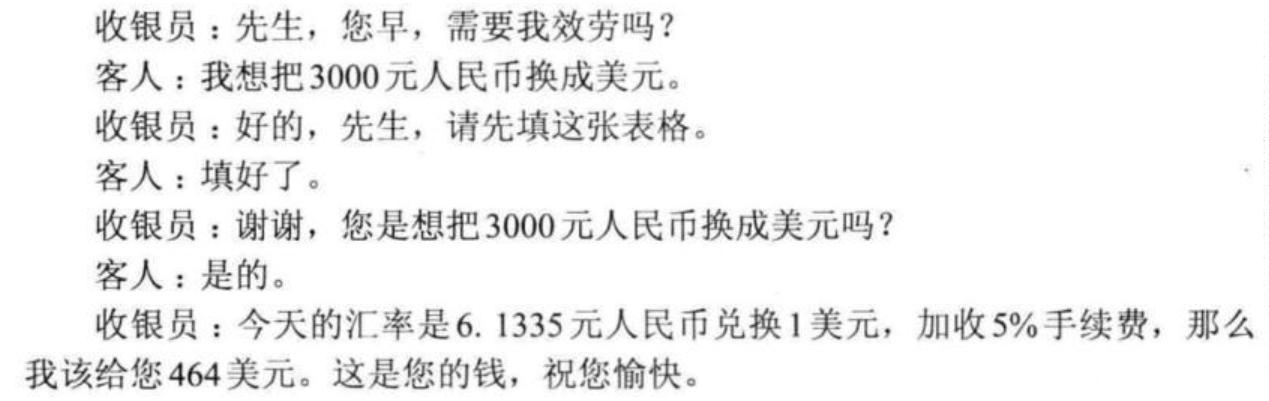 收银员：先生，您早，需要我效劳吗？
客人：我想把3000元人民币换成美元。
收银员：好的，先生，请先填这张表格。
客人：填好了。
收银员：谢谢，您是想把3000元人民币换成美元吗？
客人：是的。
收银员：今天的汇率是6. 1335元人民币兑换1美元，加收5%手续费，那么
我该给您464美元。这是您的钱，祝您愉快。